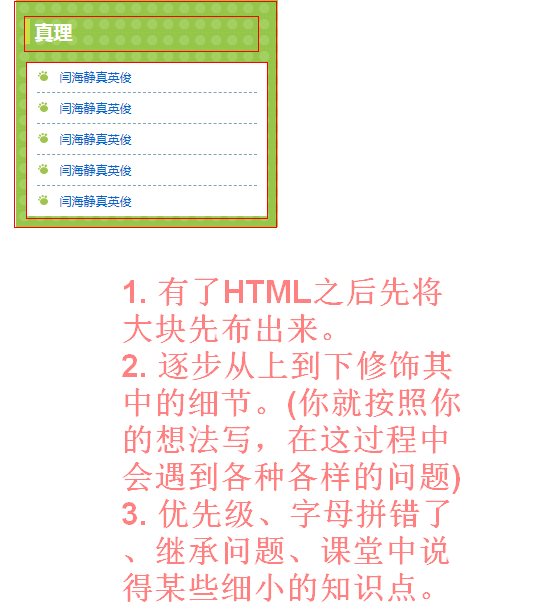 真理
闫海静真英俊
闫海静真英俊
闫海静真英俊
闫海静真英俊
闫海静真英俊
1. 有了HTML之后先将
大块先布出来。
2. 逐步从上到下修饰其
中的细节。(你就按照你
的想法写，在这过程中
会遇到各种各样的问题)
3. 优先级、字母拼错了
、继承问题、课堂中说
得某些细小的知识点。